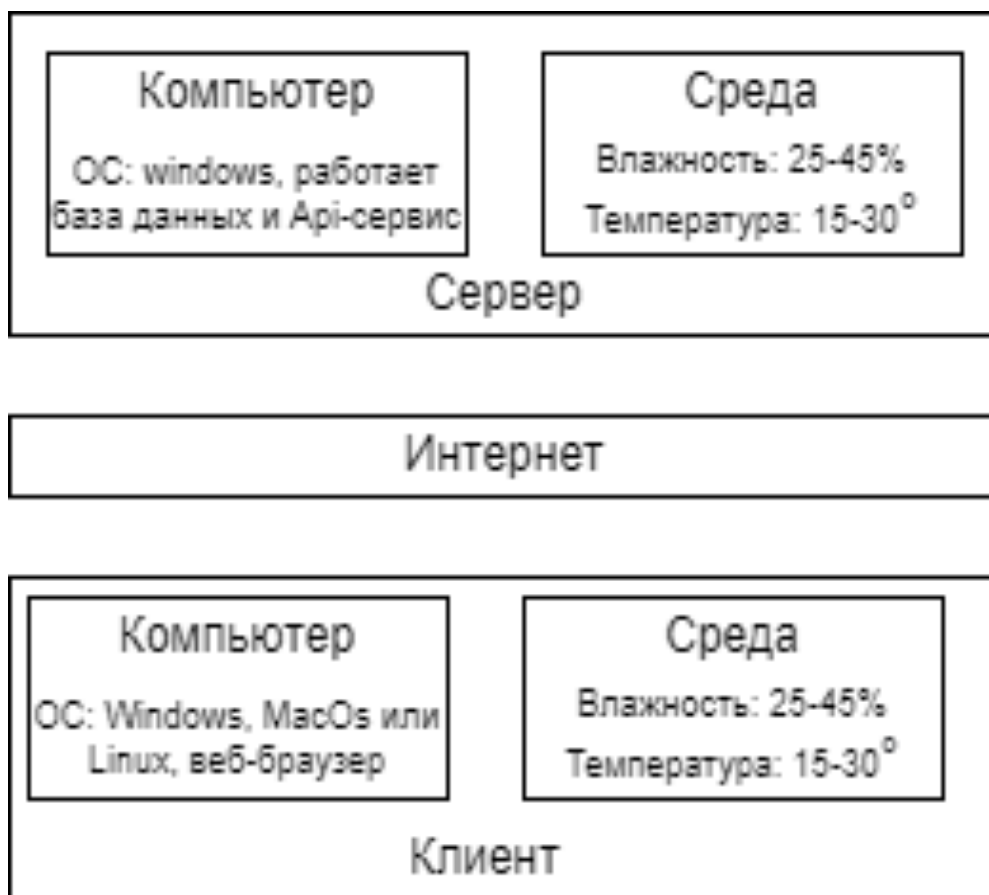 Компьютер
ОС: windows, работает
база данных и Api-сервис
Среда
Влажность: 25-45%
Температура: 15-30°
Сервер
Интернет
Компьютер
ОС: Windows, MacOs или
Linux, веб-браузер
Среда
Влажность: 25-45%
Температура: 15-30°
Клиент